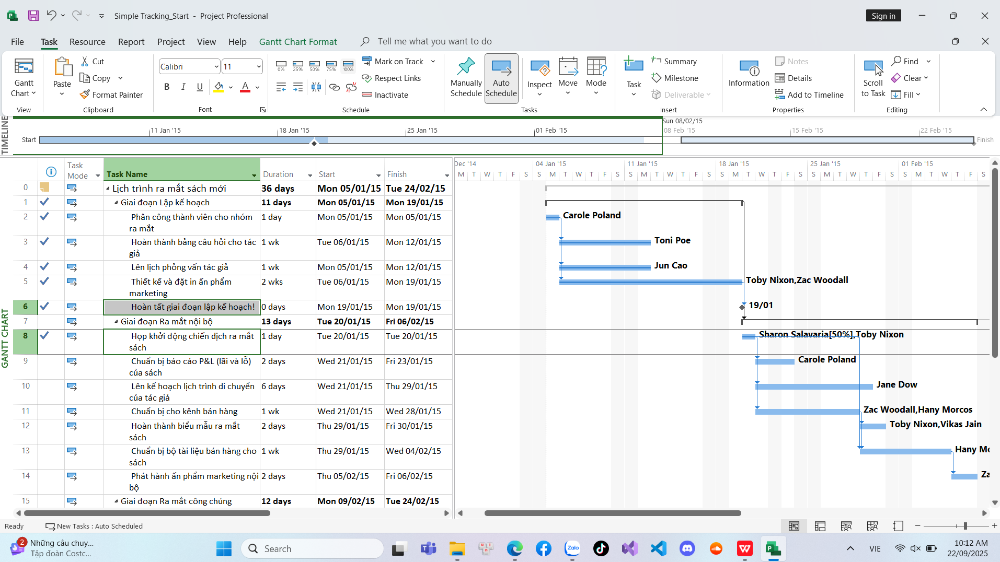 Simple Tracking_Start - Project Professional
Sign in
File Task Resource Report Project View Help Gantt Chart Format Tell me what you want to do
Gantt Chart
View
Paste
Cut
Copy
Format Painter
Clipboard
Calibri 11
B I U A
Font
0% 25% 50% 75% 100%
Mark on Track
Respect Links
Inactivate
Schedule
Manually Schedule
Auto Schedule
Inspect
Move
Mode
Tasks
Task
Summary
Milestone
Deliverable
Insert
Information
Notes
Details
Add to Timeline
Properties
Scroll to Task
Find
Clear
Fill
Editing
TIMELINE
Sun 08/02/15
11 Jan '15 18 Jan '15 25 Jan '15 01 Feb '15 08 Feb '15 15 Feb '15 22 Feb '15
Start Finish
GANTT CHART
Task Mode Task Name Duration Start Finish
0 Lịch trình ra mắt sách mới 36 days Mon 05/01/15 Tue 24/02/15
1 Giai đoạn Lập kế hoạch 11 days Mon 05/01/15 Mon 19/01/15
2 Phân công thành viên cho nhóm ra mắt 1 day Mon 05/01/15 Mon 05/01/15
3 Hoàn thành bảng câu hỏi cho tác giả 1 wk Tue 06/01/15 Mon 12/01/15
4 Lên lịch phỏng vấn tác giả 1 wk Mon 05/01/15 Mon 12/01/15
5 Thiết kế và đặt in ấn phẩm marketing 2 wks Tue 06/01/15 Mon 19/01/15
6 Hoàn tất giai đoạn lập kế hoạch! 0 days Mon 19/01/15 Mon 19/01/15
7 Giai đoạn Ra mắt nội bộ 13 days Tue 20/01/15 Fri 06/02/15
8 Họp khởi động chiến dịch ra mắt sách 1 day Tue 20/01/15 Tue 20/01/15
9 Chuẩn bị báo cáo P&L (lãi và lỗ) của sách 2 days Wed 21/01/15 Fri 23/01/15
10 Lên kế hoạch lịch trình di chuyển của tác giả 6 days Wed 21/01/15 Thu 29/01/15
11 Chuẩn bị cho kênh bán hàng 1 wk Wed 21/01/15 Wed 28/01/15
12 Hoàn thành biểu mẫu ra mắt sách 2 days Thu 29/01/15 Fri 30/01/15
13 Chuẩn bị bộ tài liệu bán hàng cho sách 1 wk Thu 29/01/15 Wed 04/02/15
14 Phát hành ấn phẩm marketing nội bộ 2 days Thu 05/02/15 Fri 06/02/15
15 Giai đoạn Ra mắt công chúng 12 days Mon 09/02/15 Tue 24/02/15
Dec '14 04 Jan '15 11 Jan '15 18 Jan '15 25 Jan '15 01 Feb '15
M T W T F S S M T W T F S S M T W T F S S M T W T F S S M T W T F S S M T W T F S
Carole Poland
Toni Poe
Jun Cao
Toby Nixon,Zac Woodall
19/01
Sharon Salavaria[50%],Toby Nixon
Carole Poland
Jane Dow
Zac Woodall,Hany Morcos
Toby Nixon,Vikas Jain
Hany Mo
Za
Ready New Tasks : Auto Scheduled
2 Những câu chuy...
Tập đoàn Costc...
Search
Zalo
VIE
10:12 AM
22/09/2025